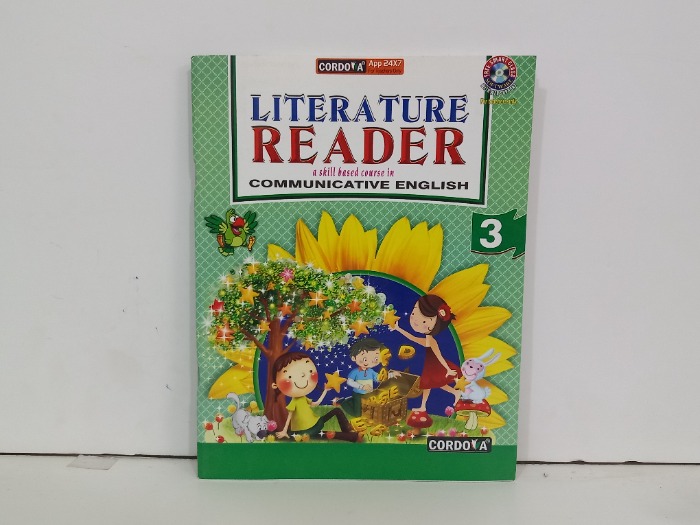 CORDOVA® App 24X7
LITERATURE
READER
a skill based course in
COMMUNICATIVE ENGLISH
3
CORDOVA®